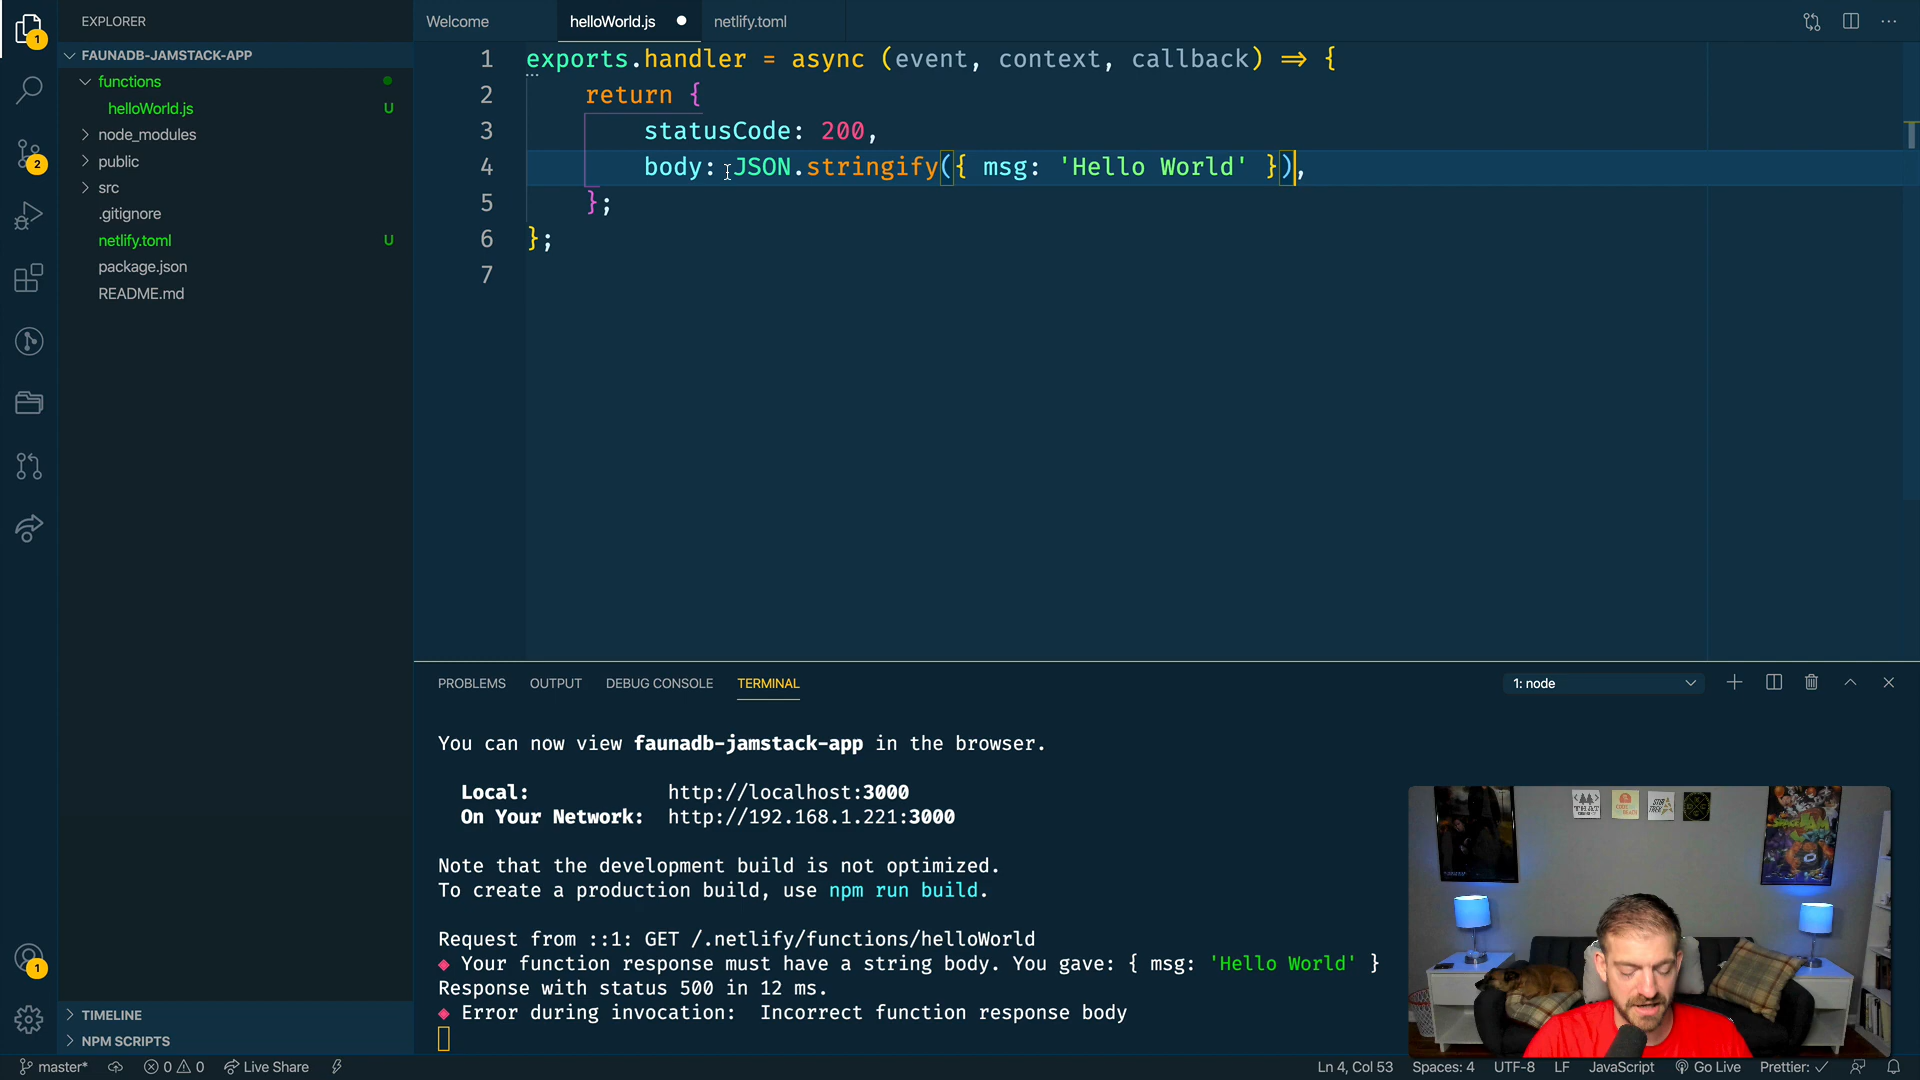 EXPLORER
Welcome
helloWorld.js
netlify.toml
FAUNADB-JAMSTACK-APP
functions
helloWorld.js U
node_modules
public
src
.gitignore
netlify.toml U
package.json
README.md
TIMELINE
NPM SCRIPTS
1
1 exports.handler = async (event, context, callback) => {
2 return {
3 statusCode: 200,
4 body: JSON.stringify({ msg: 'Hello World' }),
5 };
6 };
7
2
1
PROBLEMS OUTPUT DEBUG CONSOLE TERMINAL
1: node
You can now view faunadb-jamstack-app in the browser.
Local: http://localhost:3000
On Your Network: http://192.168.1.221:3000
Note that the development build is not optimized.
To create a production build, use npm run build.
Request from ::1: GET /.netlify/functions/helloWorld
Your function response must have a string body. You gave: { msg: 'Hello World' }
Response with status 500 in 12 ms.
Error during invocation: Incorrect function response body
master* 0 0 Live Share
Ln 4, Col 53 Spaces: 4 UTF-8 LF JavaScript Go Live Prettier: